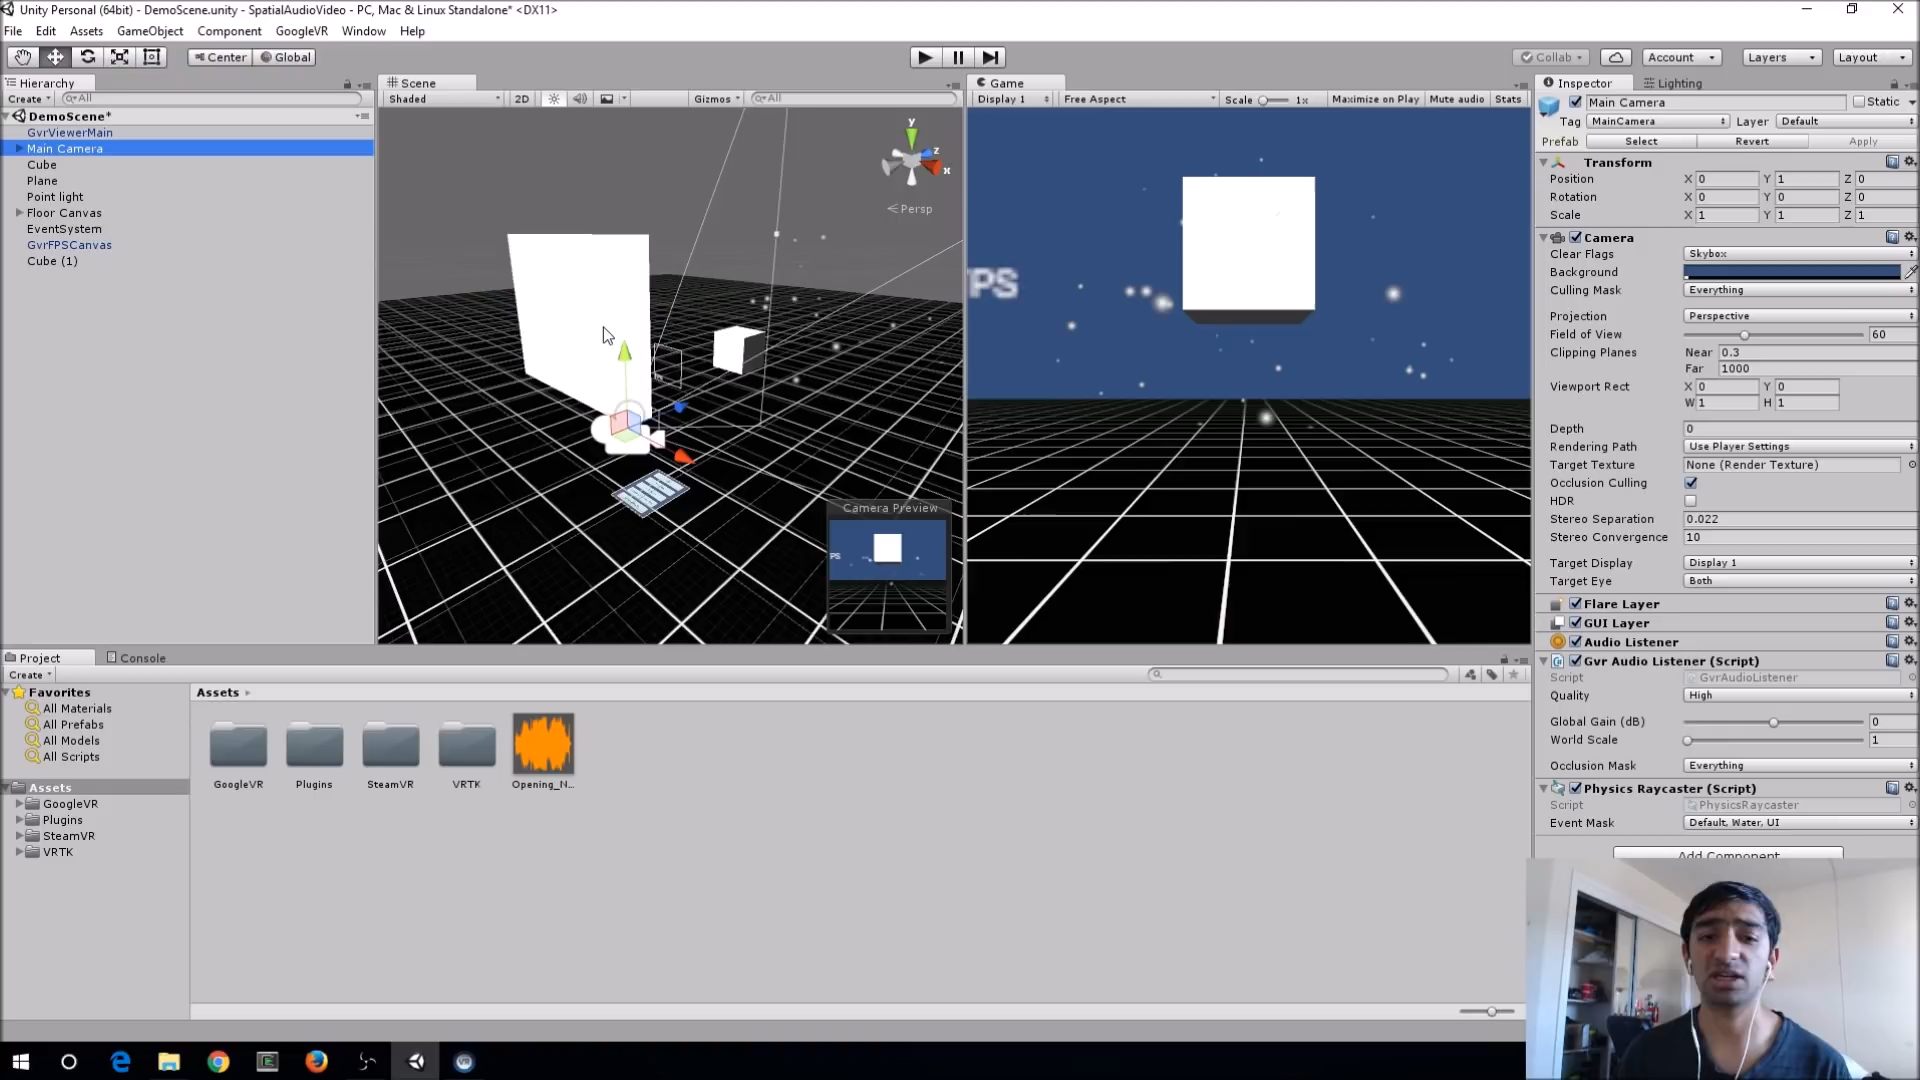 Unity Personal (64bit) - DemoScene.unity - SpatialAudioVideo - PC, Mac & Linux Standalone* <DX11>
File Edit Assets GameObject Component GoogleVR Window Help
Center Global Collab Account Layers Layout
Hierarchy
Create All
DemoScene*
GvrViewerMain
Main Camera
Cube
Plane
Point light
Floor Canvas
EventSystem
GvrFPSCanvas
Cube (1)
Scene
Shaded 2D Gizmos All
y
z
x
Persp
Camera Preview
PS
Game
Display 1 Free Aspect Scale 1x Maximize on Play Mute audio Stats
PS
Inspector Lighting
Main Camera Static
Tag MainCamera Layer Default
Prefab Select Revert Apply
Transform
Position X 0 Y 1 Z 0
Rotation X 0 Y 0 Z 0
Scale X 1 Y 1 Z 1
Camera
Clear Flags Skybox
Background
Culling Mask Everything
Projection Perspective
Field of View 60
Clipping Planes Near 0.3
Far 1000
Viewport Rect X 0 Y 0
W 1 H 1
Depth 0
Rendering Path Use Player Settings
Target Texture None (Render Texture)
Occlusion Culling
HDR
Stereo Separation 0.022
Stereo Convergence 10
Target Display Display 1
Target Eye Both
Flare Layer
GUI Layer
Audio Listener
Gvr Audio Listener (Script)
Script GvrAudioListener
Quality High
Global Gain (dB) 0
World Scale 1
Occlusion Mask Everything
Physics Raycaster (Script)
Script PhysicsRaycaster
Event Mask Default, Water, UI
Add Component
Project Console
Create
Favorites
All Materials
All Prefabs
All Models
All Scripts
Assets
GoogleVR
Plugins
SteamVR
VRTK
Assets
GoogleVR Plugins SteamVR VRTK Opening_N...